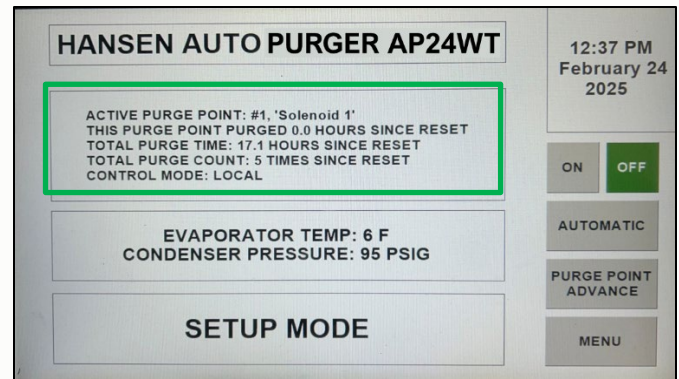 HANSEN AUTO PURGER AP24WT
12:37 PM
February 24
2025
ACTIVE PURGE POINT: #1, 'Solenoid 1'
THIS PURGE POINT PURGED 0.0 HOURS SINCE RESET
TOTAL PURGE TIME: 17.1 HOURS SINCE RESET
TOTAL PURGE COUNT: 5 TIMES SINCE RESET
CONTROL MODE: LOCAL
ON
OFF
EVAPORATOR TEMP: 6 F
CONDENSER PRESSURE: 95 PSIG
AUTOMATIC
PURGE POINT
ADVANCE
SETUP MODE
MENU